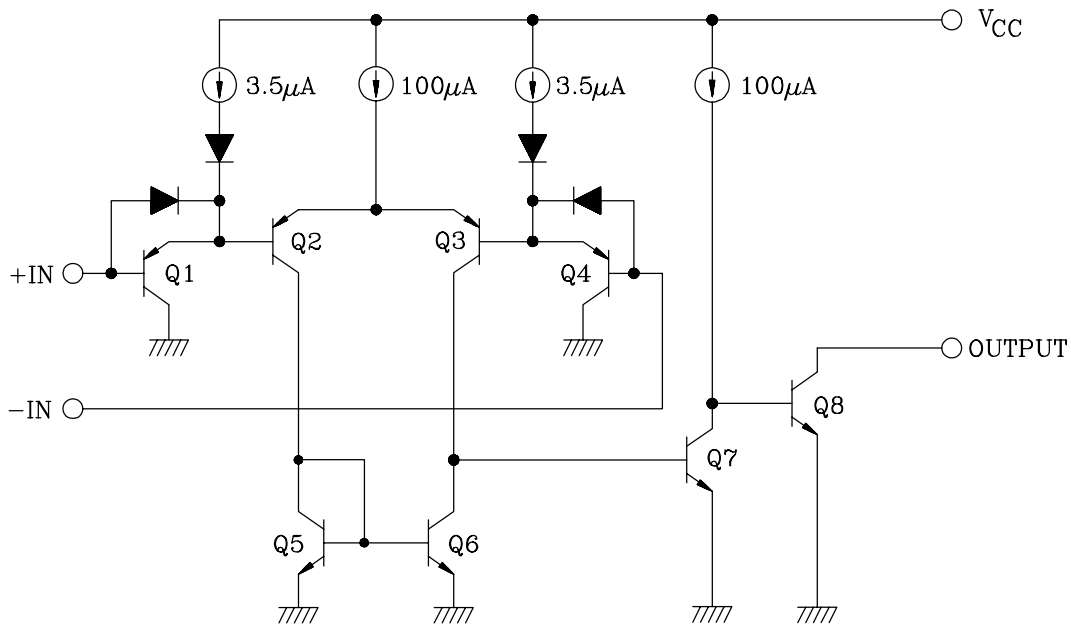 V_CC
3.5µA
100µA
3.5µA
100µA
Q2
Q3
+IN
Q1
Q4
OUTPUT
-IN
Q8
Q7
Q5
Q6